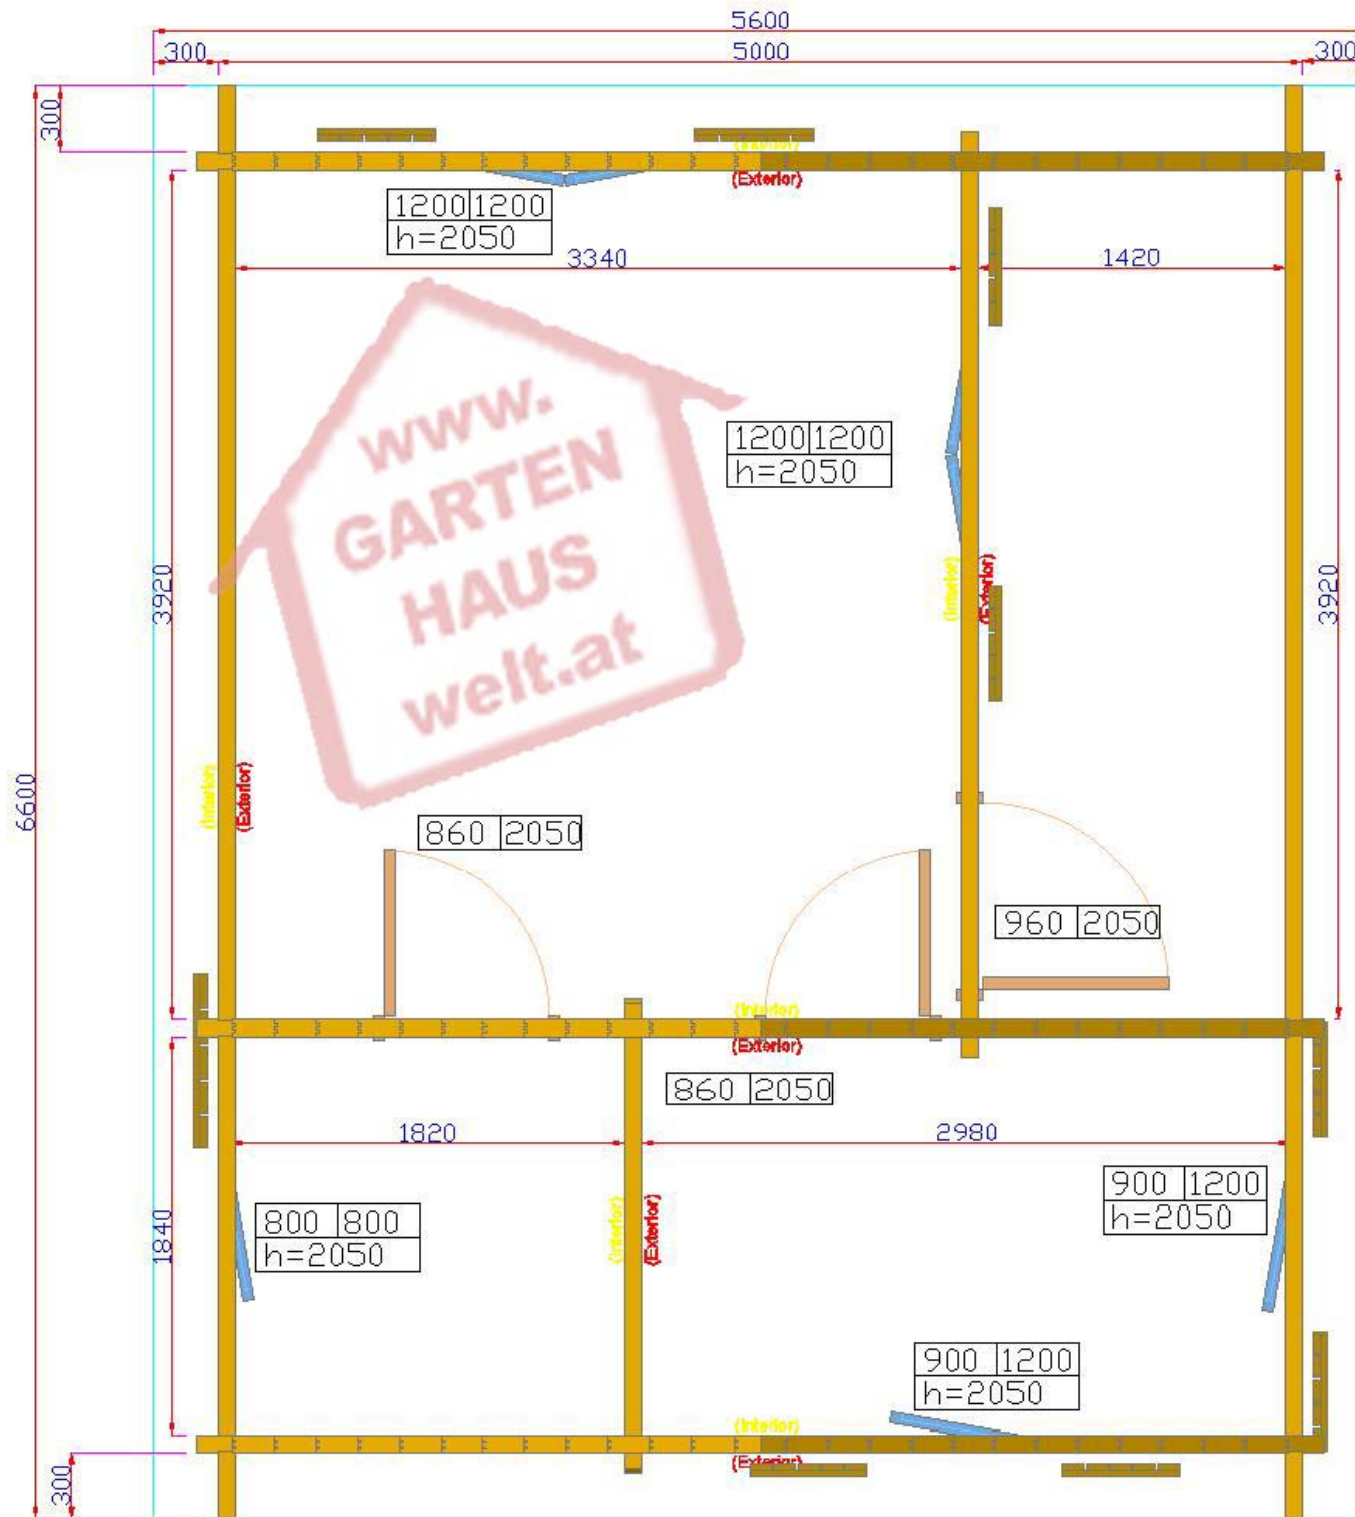 5600
300 5000 300
300
(Interior)
(Exterior)
1200 1200
h=2050
3340 1420
www.
GARTEN
HAUS
welt.at
1200 1200
h=2050
3920
(Interior)
(Exterior)
3920
6600
(Interior)
(Exterior)
860 2050
960 2050
(Interior)
(Exterior)
860 2050
1820 2980
1840
800 800
h=2050
(Interior)
(Exterior)
900 1200
h=2050
900 1200
h=2050
(Interior)
(Exterior)
300